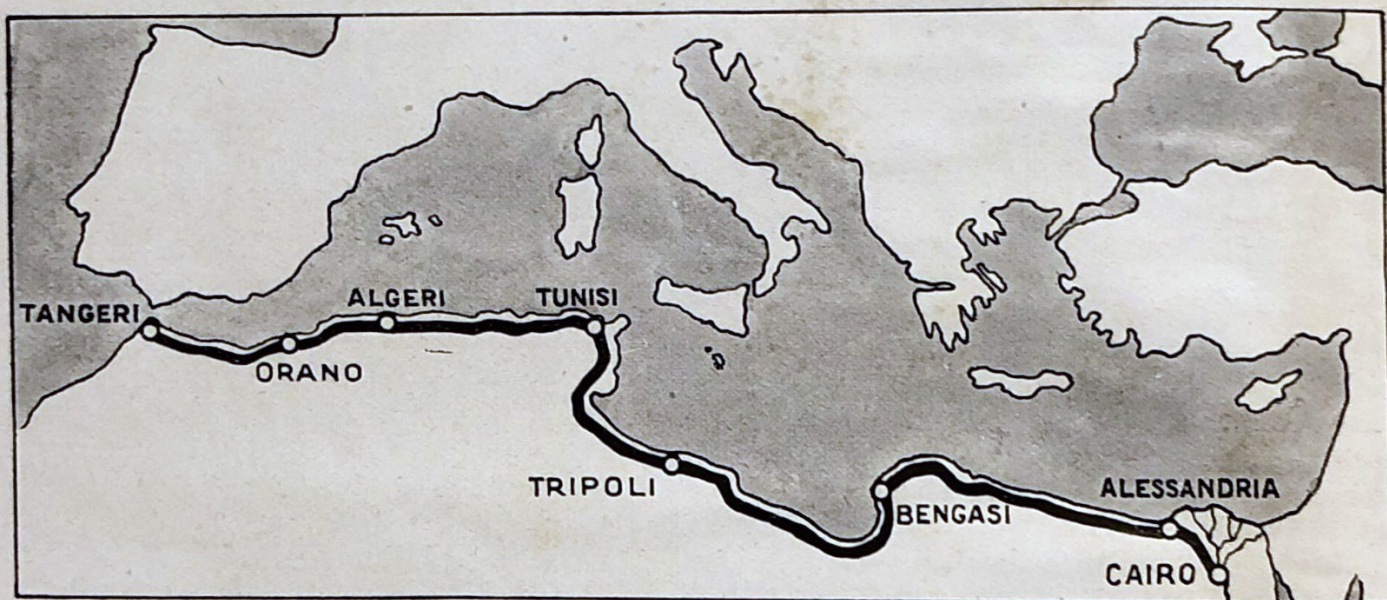 TANGERI
ORANO
ALGERI
TUNISI
TRIPOLI
BENGASI
ALESSANDRIA
CAIRO